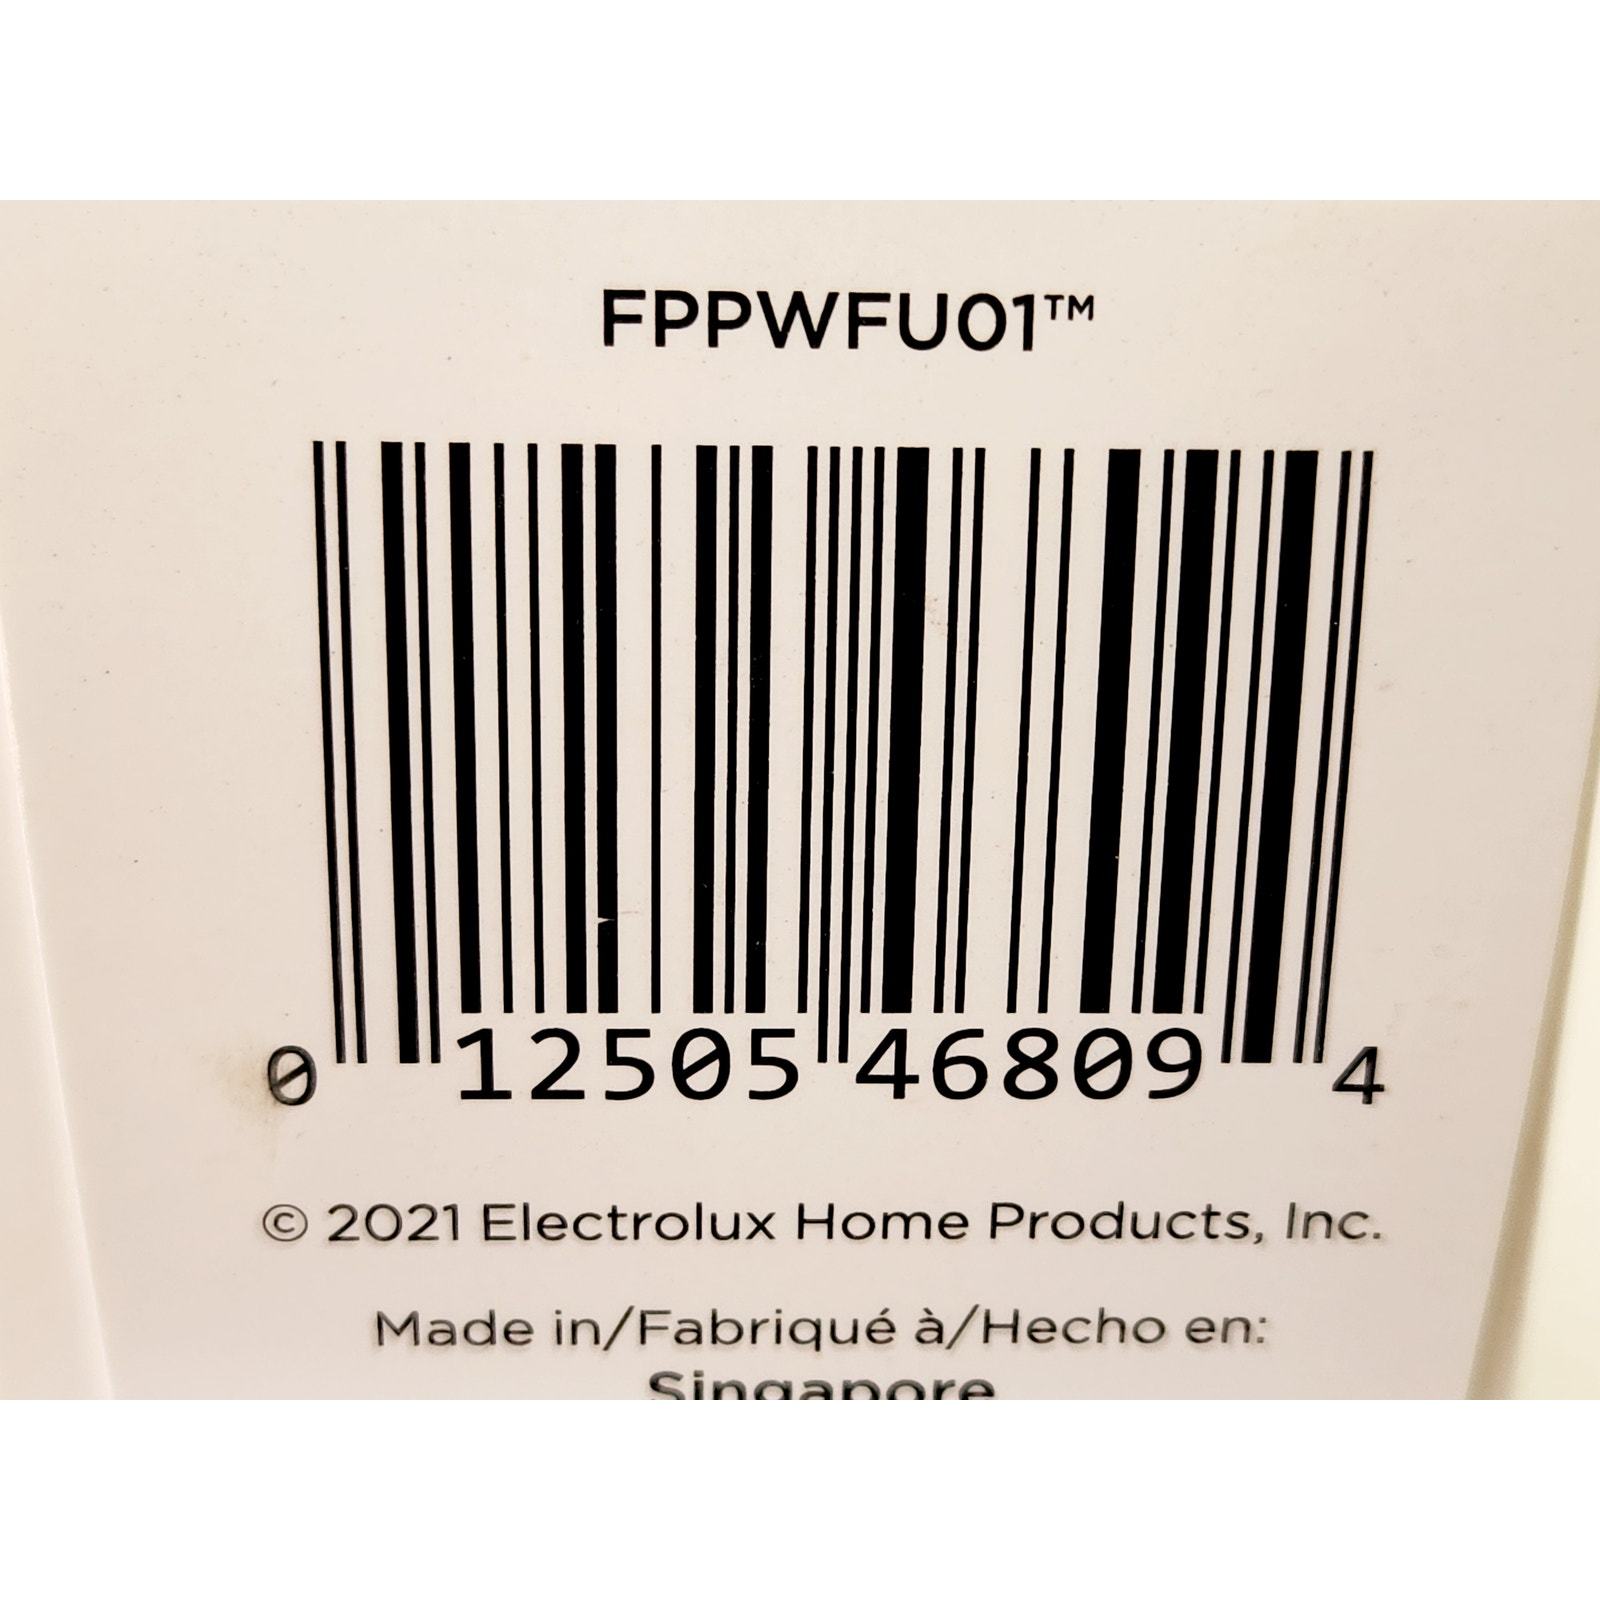 FPPWFU01™
0 12505 46809 4
© 2021 Electrolux Home Products, Inc.
Made in/Fabriqué à/Hecho en:
Singapore